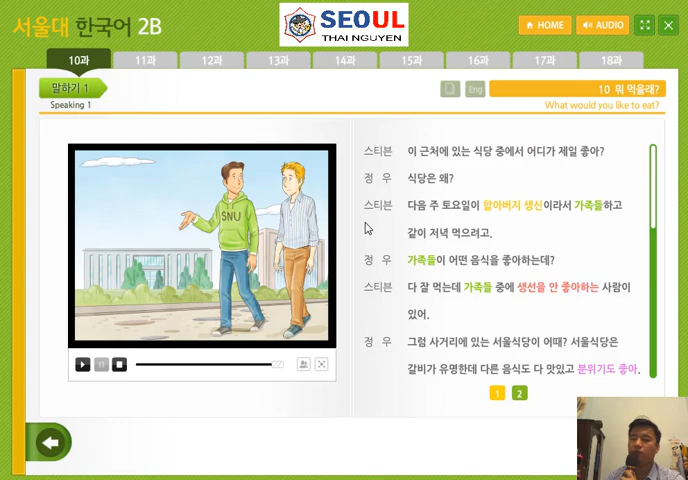 서울대 한국어 2B
SEOUL
THAI NGUYEN
HOME
AUDIO
10과
11과
12과
13과
14과
15과
16과
17과
18과
말하기 1
Speaking 1
Eng
10 뭐 먹을래?
What would you like to eat?
SNU
스티븐 이 근처에 있는 식당 중에서 어디가 제일 좋아?
정 우 식당은 왜?
스티븐 다음 주 토요일이 할아버지 생신이라서 가족들하고
같이 저녁 먹으려고.
정 우 가족들이 어떤 음식을 좋아하는데?
스티븐 다 잘 먹는데 가족들 중에 생선을 안 좋아하는 사람이
있어.
정 우 그럼 사거리에 있는 서울식당이 어때? 서울식당은
갈비가 유명한데 다른 음식도 다 맛있고 분위기도 좋아.
1
2